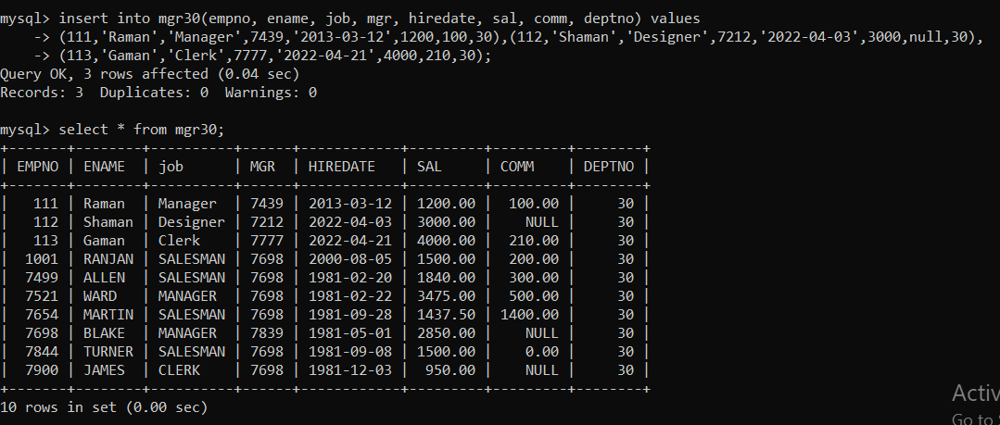 mysql> insert into mgr30(empno, ename, job, mgr, hiredate, sal, comm, deptno) values
    -> (111,'Raman','Manager',7439,'2013-03-12',1200,100,30),(112,'Shaman','Designer',7212,'2022-04-03',3000,null,30),
    -> (113,'Gaman','Clerk',7777,'2022-04-21',4000,210,30);
Query OK, 3 rows affected (0.04 sec)
Records: 3  Duplicates: 0  Warnings: 0

mysql> select * from mgr30;
+-------+--------+----------+------+------------+---------+---------+--------+
| EMPNO | ENAME  | job      | MGR  | HIREDATE   | SAL     | COMM    | DEPTNO |
+-------+--------+----------+------+------------+---------+---------+--------+
|   111 | Raman  | Manager  | 7439 | 2013-03-12 | 1200.00 |  100.00 |     30 |
|   112 | Shaman | Designer | 7212 | 2022-04-03 | 3000.00 |    NULL |     30 |
|   113 | Gaman  | Clerk    | 7777 | 2022-04-21 | 4000.00 |  210.00 |     30 |
|  1001 | RANJAN | SALESMAN | 7698 | 2000-08-05 | 1500.00 |  200.00 |     30 |
|  7499 | ALLEN  | SALESMAN | 7698 | 1981-02-20 | 1840.00 |  300.00 |     30 |
|  7521 | WARD   | MANAGER  | 7698 | 1981-02-22 | 3475.00 |  500.00 |     30 |
|  7654 | MARTIN | SALESMAN | 7698 | 1981-09-28 | 1437.50 | 1400.00 |     30 |
|  7698 | BLAKE  | MANAGER  | 7839 | 1981-05-01 | 2850.00 |    NULL |     30 |
|  7844 | TURNER | SALESMAN | 7698 | 1981-09-08 | 1500.00 |    0.00 |     30 |
|  7900 | JAMES  | CLERK    | 7698 | 1981-12-03 |  950.00 |    NULL |     30 |
+-------+--------+----------+------+------------+---------+---------+--------+
10 rows in set (0.00 sec)
Activ
Go to